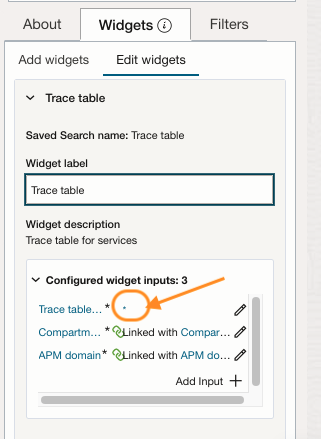 About Widgets Filters
Add widgets Edit widgets
Trace table
Saved Search name: Trace table
Widget label
Trace table
Widget description
Trace table for services
Configured widget inputs: 3
Trace table... *
Compartm... * Linked with Compar...
APM domain* Linked with APM do...
Add Input +